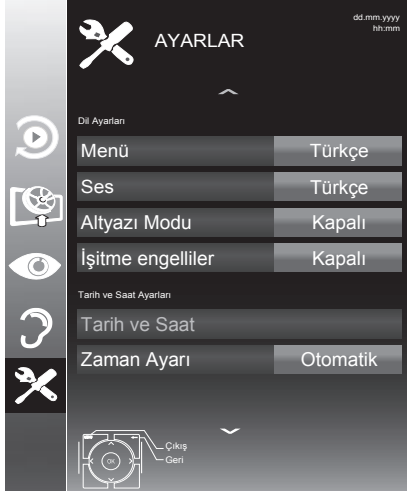 AYARLAR
dd.mm.yyyy
hh:mm
Dil Ayarları
Menü Türkçe
Ses Türkçe
Altyazı Modu Kapalı
İşitme engelliler Kapalı
Tarih ve Saat Ayarları
Tarih ve Saat
Zaman Ayarı Otomatik
Çıkış
Geri
OK